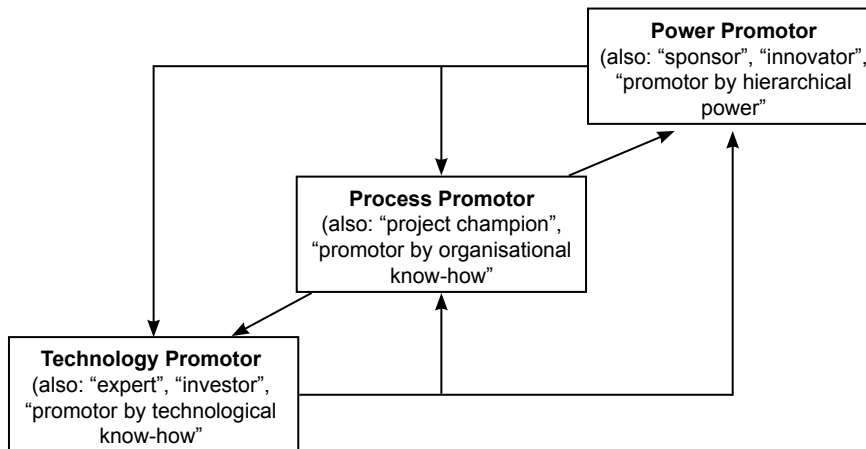 Power Promotor
(also: “sponsor”, “innovator”,
“promotor by hierarchical
power”
Process Promotor
(also: “project champion”,
“promotor by organisational
know-how”
Technology Promotor
(also: “expert”, “investor”,
“promotor by technological
know-how”